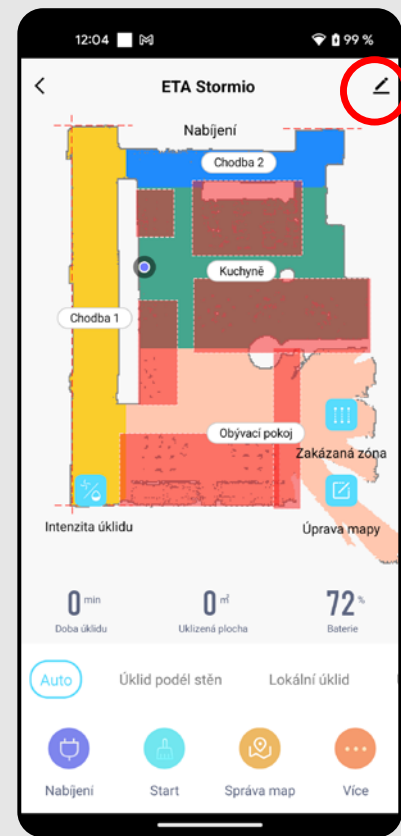 12:04 99 %
ETA Stormio
Nabíjení
Chodba 2
Kuchyně
Chodba 1
Obývací pokoj
Zakázaná zóna
Intenzita úklidu
Úprava mapy
0 min 0 ㎡ 72 %
Doba úklidu Uklizená plocha Baterie
Auto Úklid podél stěn Lokální úklid
Nabíjení Start Správa map Více